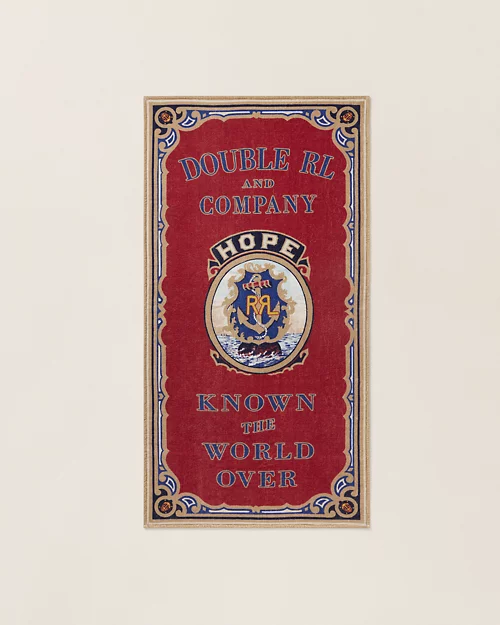 DOUBLE RL
AND
COMPANY
HOPE
RRL
KNOWN
THE
WORLD
OVER